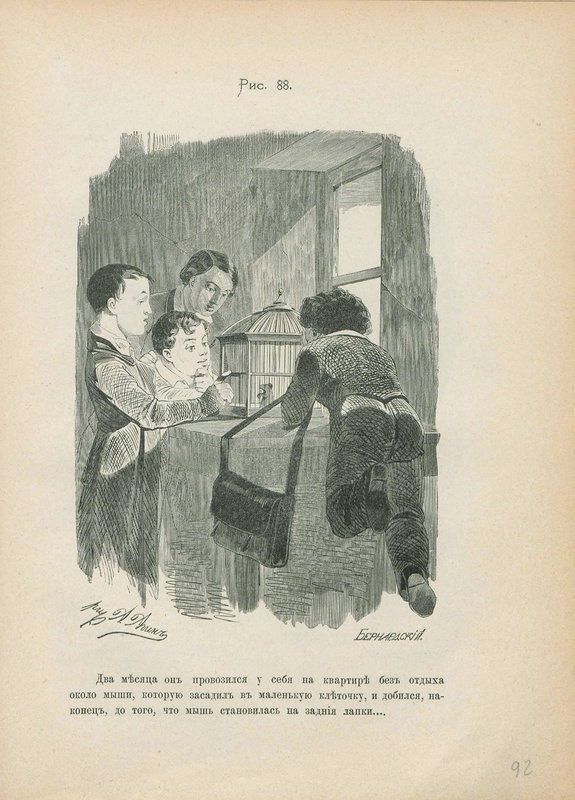 Рис. 88.
Бернардскій.
Два мѣсяца онъ провозился у себя на квартирѣ безъ отдыха
около мыши, которую засадилъ въ маленькую клѣточку, и добился, на-
конецъ, до того, что мышь становилась на заднія лапки....
92